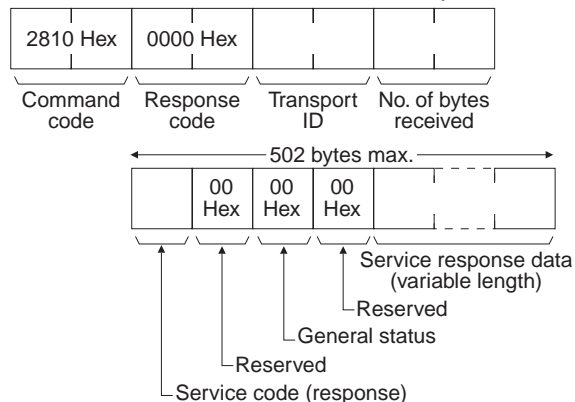 2810 Hex 0000 Hex
Command code
Response code
Transport ID
No. of bytes received
502 bytes max.
00 Hex
00 Hex
00 Hex
Service response data (variable length)
Reserved
General status
Reserved
Service code (response)